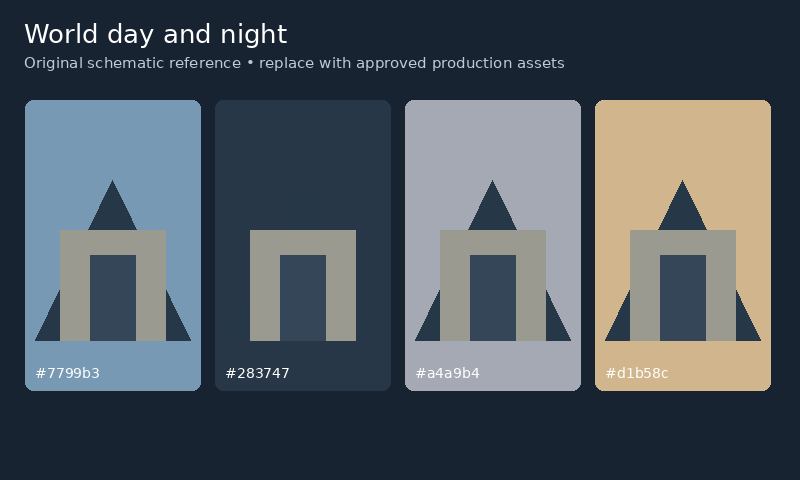 World day and night
Original schematic reference • replace with approved production assets
#7799b3
#283747
#a4a9b4
#d1b58c